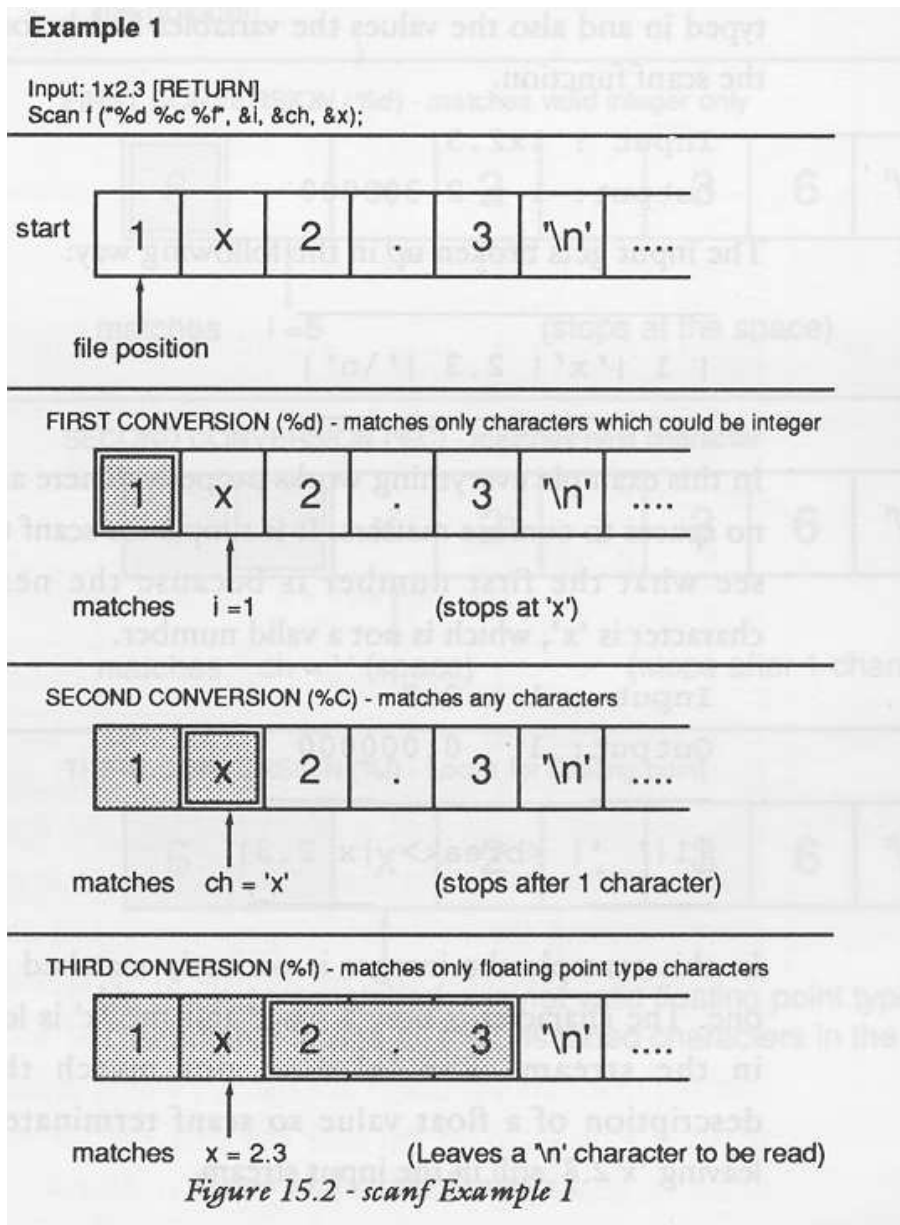 Example 1
Input: 1x2.3 [RETURN]
Scan f ("%d %c %f", &i, &ch, &x);
start 1 x 2 . 3 '\n' ....
file position
FIRST CONVERSION (%d) - matches only characters which could be integer
1 x 2 . 3 '\n' ....
matches i =1 (stops at 'x')
SECOND CONVERSION (%C) - matches any characters
1 x 2 . 3 '\n' ....
matches ch = 'x' (stops after 1 character)
THIRD CONVERSION (%f) - matches only floating point type characters
1 x 2 . 3 '\n' ....
matches x = 2.3 (Leaves a '\n' character to be read)
Figure 15.2 - scanf Example 1